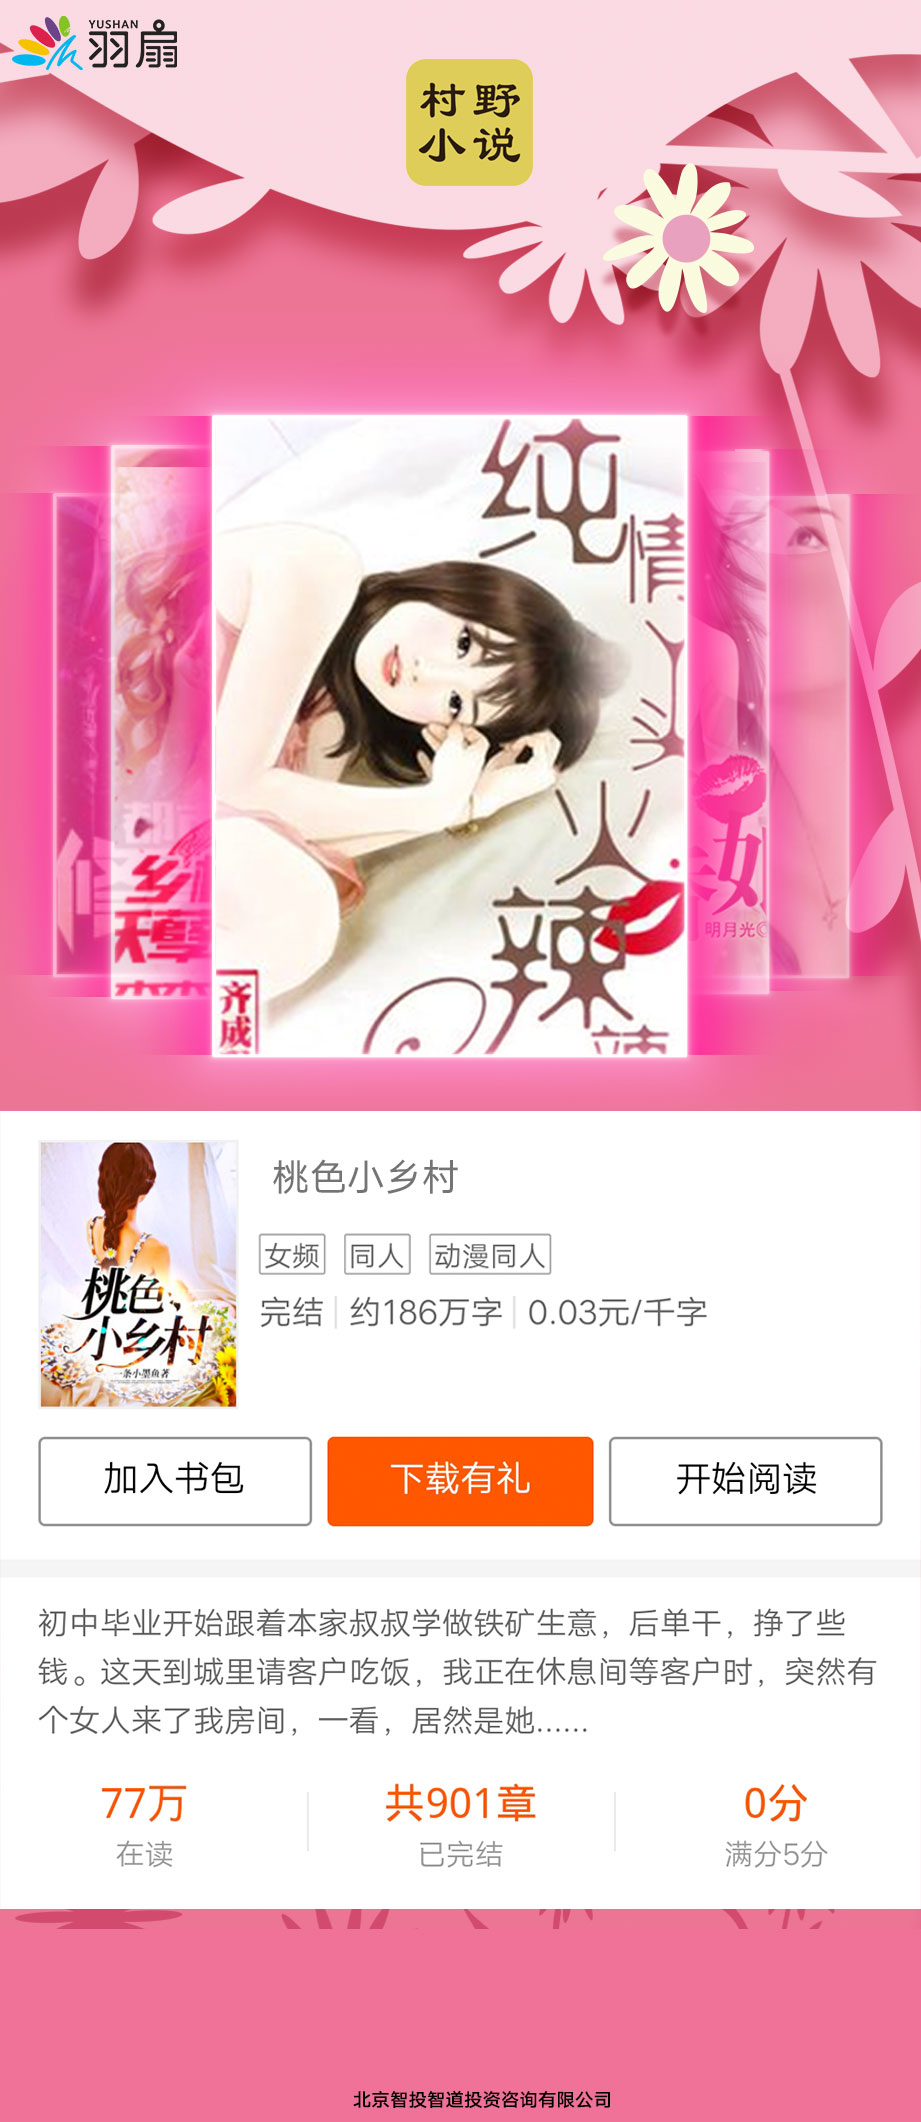 YUSHAN
羽扇
村野
小说
纯情丫头火辣辣
齐成
乡
天
明月光
桃色小乡村
桃色
小乡村
一条小墨鱼著
女频 同人 动漫同人
完结 约186万字 0.03元/千字
加入书包 下载有礼 开始阅读
初中毕业开始跟着本家叔叔学做铁矿生意，后单干，挣了些
钱。这天到城里请客户吃饭，我正在休息间等客户时，突然有
个女人来了我房间，一看，居然是她......
77万 共901章 0分
在读 已完结 满分5分
北京智投智道投资咨询有限公司